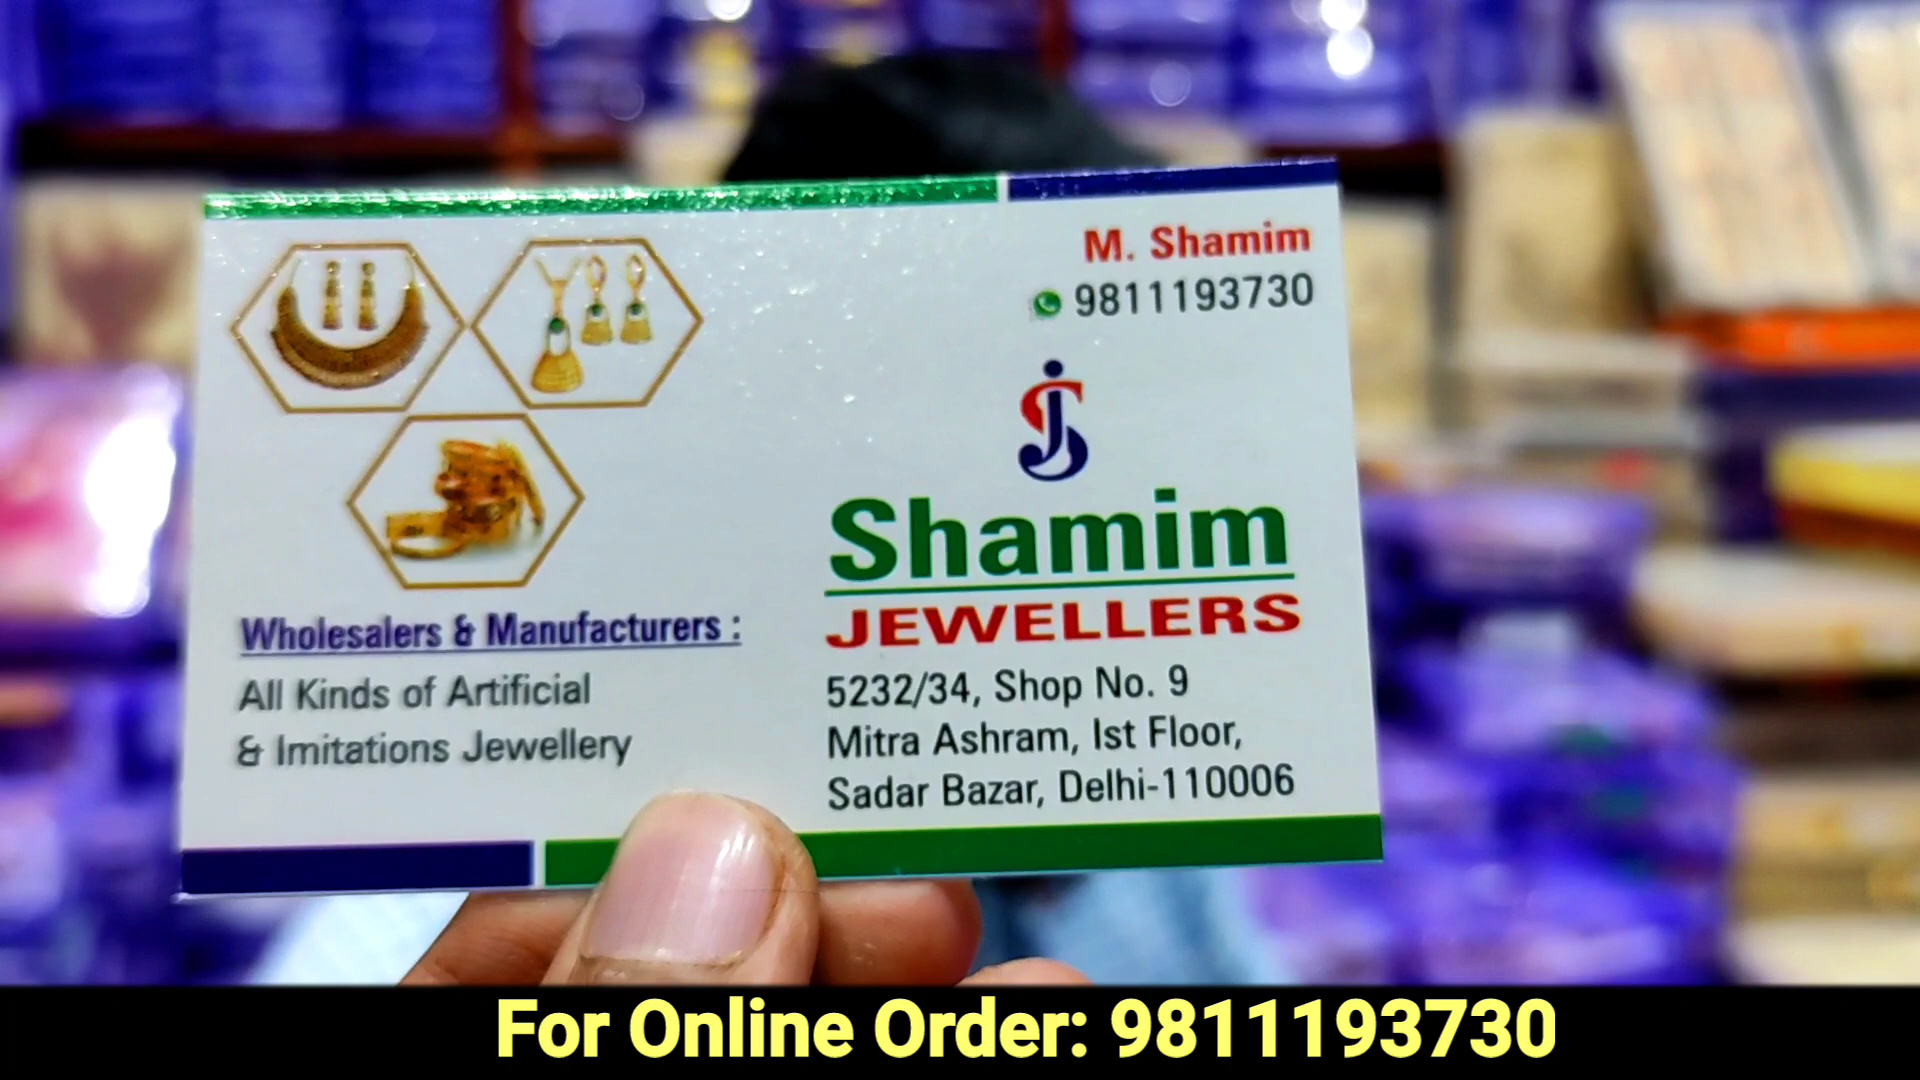 M. Shamim
9811193730
Shamim
JEWELLERS
5232/34, Shop No. 9
Mitra Ashram, Ist Floor,
Sadar Bazar, Delhi-110006
Wholesalers & Manufacturers :
All Kinds of Artificial
& Imitations Jewellery
For Online Order: 9811193730